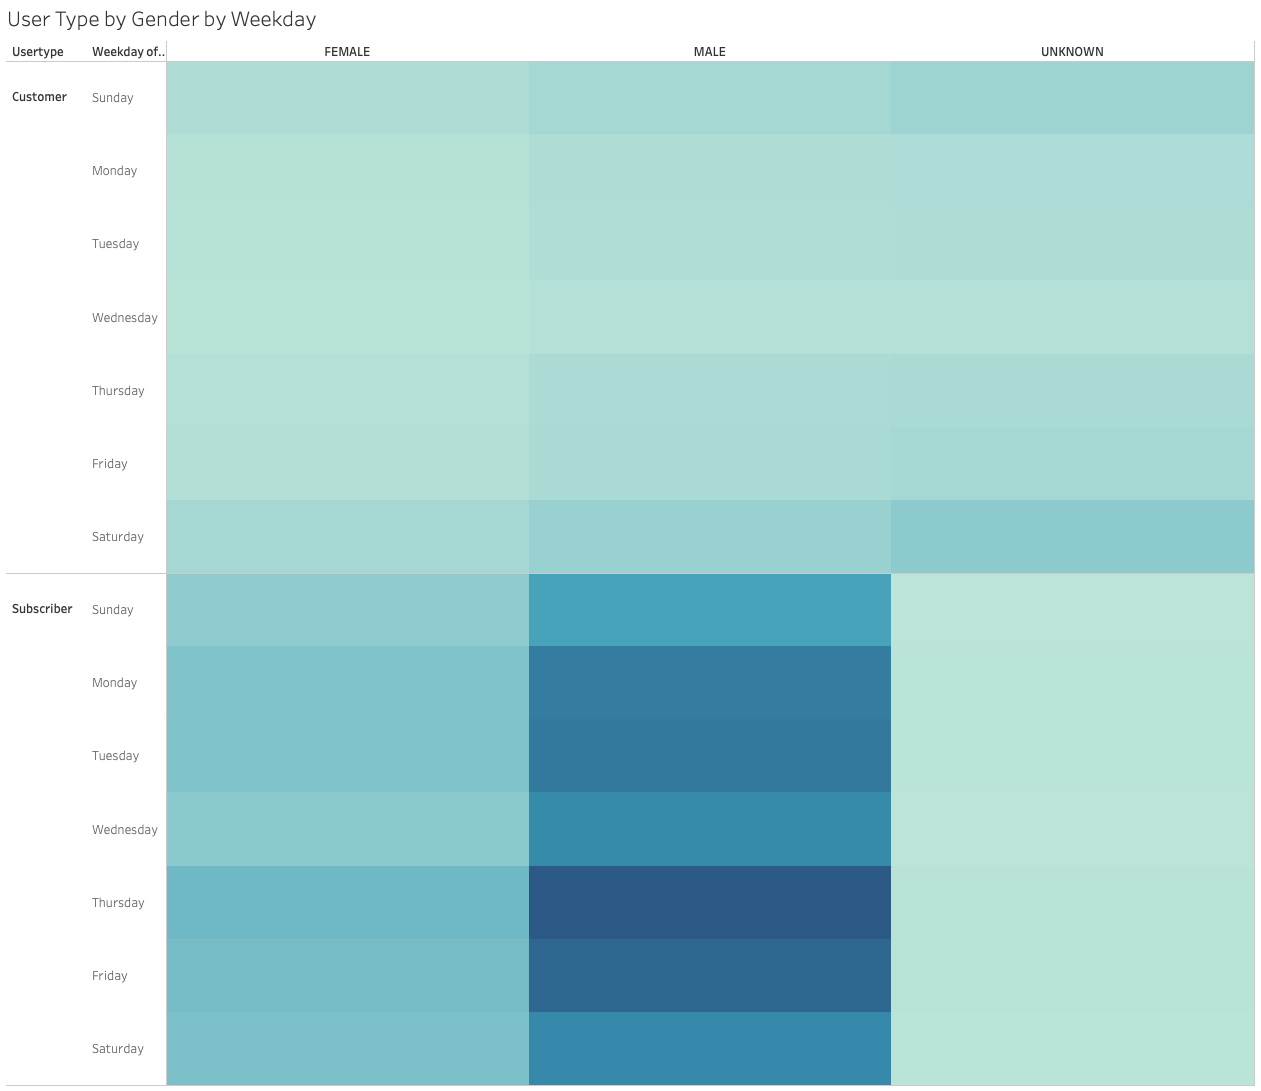 User Type by Gender by Weekday
Usertype Weekday of.. FEMALE MALE UNKNOWN
Customer Sunday
Monday
Tuesday
Wednesday
Thursday
Friday
Saturday
Subscriber Sunday
Monday
Tuesday
Wednesday
Thursday
Friday
Saturday